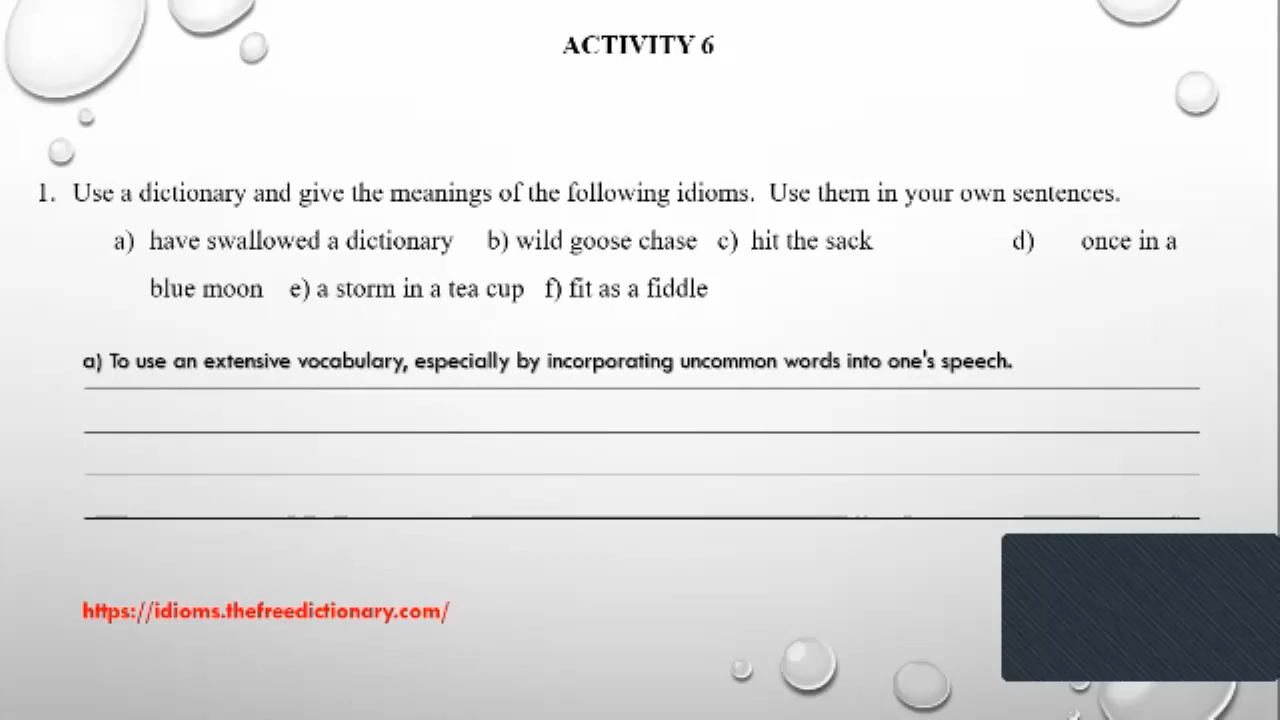 ACTIVITY 6
1. Use a dictionary and give the meanings of the following idioms. Use them in your own sentences.
a) have swallowed a dictionary b) wild goose chase c) hit the sack d) once in a
blue moon e) a storm in a tea cup f) fit as a fiddle
a) To use an extensive vocabulary, especially by incorporating uncommon words into one's speech.
https://idioms.thefreedictionary.com/